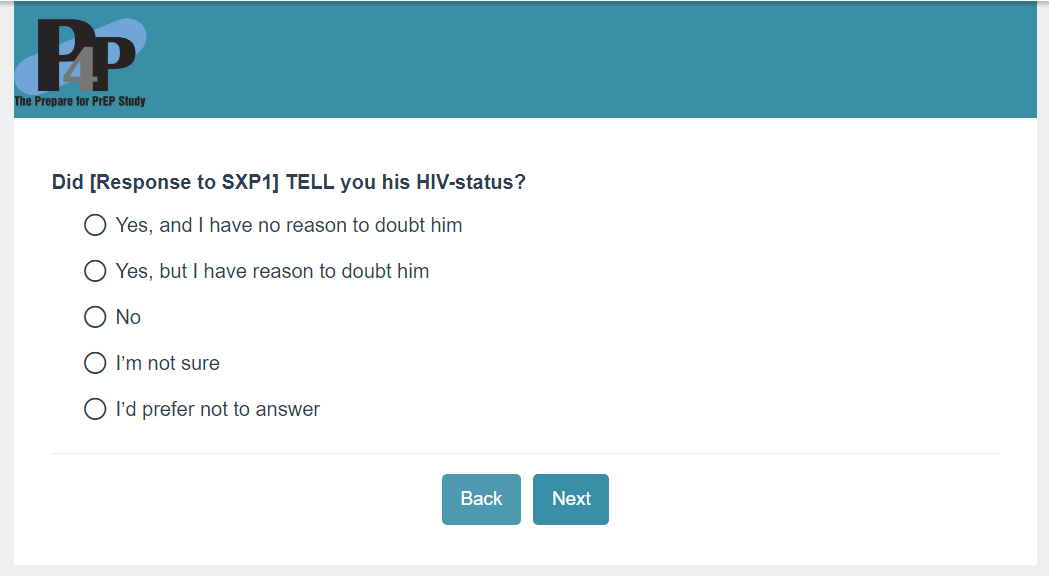 P4P
The Prepare for PrEP Study
Did [Response to SXP1] TELL you his HIV-status?
Yes, and I have no reason to doubt him
Yes, but I have reason to doubt him
No
I’m not sure
I’d prefer not to answer
Back Next